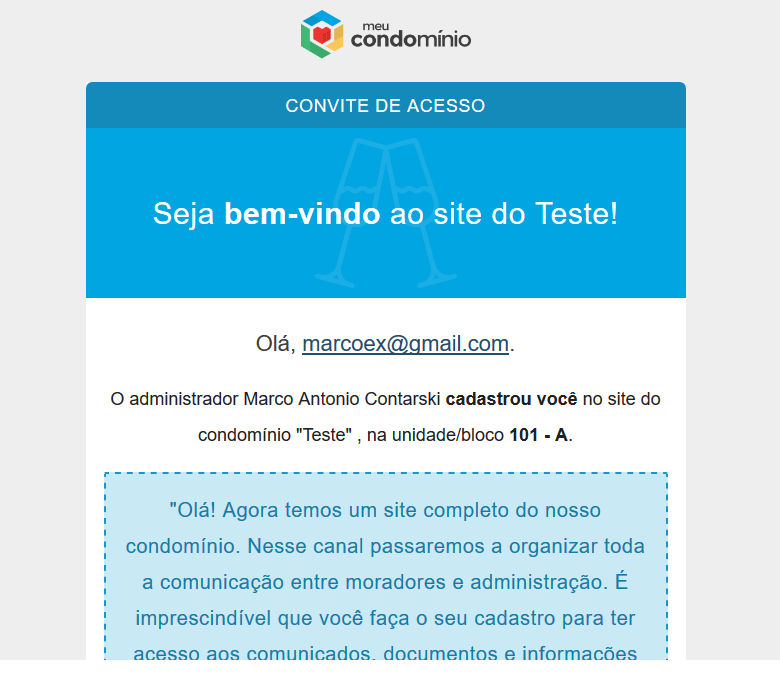 meu
condomínio
CONVITE DE ACESSO
Seja bem-vindo ao site do Teste!
Olá, marcoex@gmail.com.
O administrador Marco Antonio Contarski cadastrou você no site do
condomínio "Teste" , na unidade/bloco 101 - A.
"Olá! Agora temos um site completo do nosso
condomínio. Nesse canal passaremos a organizar toda
a comunicação entre moradores e administração. É
imprescindível que você faça o seu cadastro para ter
acesso aos comunicados, documentos e informações